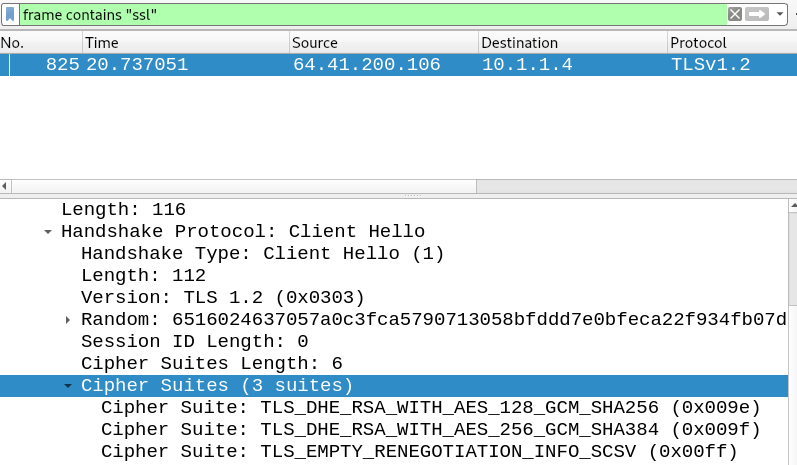 frame contains "ssl"
No. Time Source Destination Protocol
825 20.737051 64.41.200.106 10.1.1.4 TLSv1.2
Length: 116
Handshake Protocol: Client Hello
Handshake Type: Client Hello (1)
Length: 112
Version: TLS 1.2 (0x0303)
Random: 6516024637057a0c3fca5790713058bfddd7e0bfeca22f934fb07d
Session ID Length: 0
Cipher Suites Length: 6
Cipher Suites (3 suites)
Cipher Suite: TLS_DHE_RSA_WITH_AES_128_GCM_SHA256 (0x009e)
Cipher Suite: TLS_DHE_RSA_WITH_AES_256_GCM_SHA384 (0x009f)
Cipher Suite: TLS_EMPTY_RENEGOTIATION_INFO_SCSV (0x00ff)